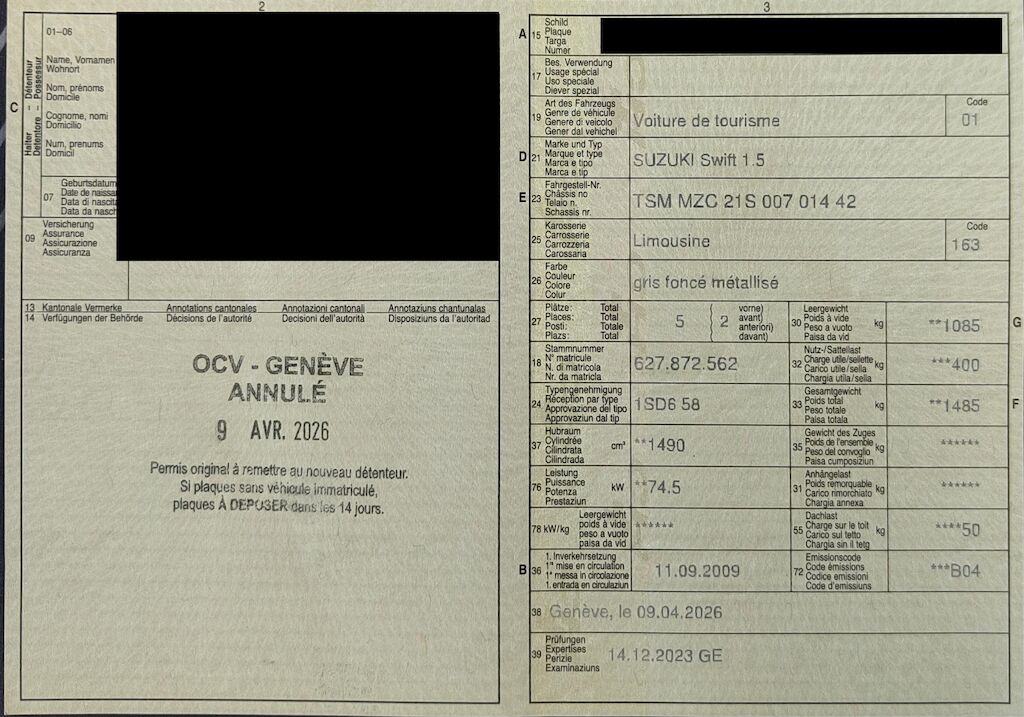 2
01–06
Name, Vornamen
Wohnort
Nom, prénoms
Domicile
Cognome, nomi
Domicilio
Num, prenums
Domicil
C
Halter – Détenteur
Detentore – Possessur
07
Geburtsdatum
Date de
Data di
Data da
09
Versicherung
Assurance
Assicurazione
Assicuranza
13 Kantonale Vermerke Annotations cantonales Annotazioni cantonali Annotaziuns chantunalas
14 Verfügungen der Behörde Décisions de l'autorité Decisioni dell'autorità Disposiziuns da l'autoritad
OCV - GENÈVE
ANNULÉ
9 AVR. 2026
Permis original à remettre au nouveau détenteur.
Si plaques sans véhicule immatriculé,
plaques À DÉPOSER dans les 14 jours.
3
A 15
Schild
Plaque
Targa
Numer
17
Bes. Verwendung
Usage spécial
Uso speciale
Diever spezial
19
Art des Fahrzeugs
Genre de véhicule
Genere di veicolo
Gener dal vehichel
Voiture de tourisme
Code
01
D 21
Marke und Typ
Marque et type
Marca e tipo
Marca e tip
SUZUKI Swift 1.5
E 23
Fahrgestell-Nr.
Châssis no
Telaio n.
Schassis nr.
TSM MZC 21S 007 014 42
25
Karosserie
Carrosserie
Carrozzeria
Carossaria
Limousine
Code
163
26
Farbe
Couleur
Colore
Colur
gris foncé métallisé
27
Plätze: Total
Places: Total
Posti: Totale
Plazs: Total
5
2
vorne)
avant)
anteriori)
davant)
30
Leergewicht
Poids à vide
Peso a vuoto
Paisa da vid
kg
**1085
G
18
Stammnummer
N° matricule
N. di matricola
Nr. da matricla
627.872.562
32
Nutz-/Sattellast
Charge utile/sellette
Carico utile/sella
Chargia utila/sella
kg
***400
24
Typengenehmigung
Réception par type
Approvazione del tipo
Approvaziun dal tip
1SD6 58
33
Gesamtgewicht
Poids total
Peso totale
Paisa totala
kg
**1485
F
37
Hubraum
Cylindrée
Cilindrata
Cilindrada
cm³
**1490
35
Gewicht des Zuges
Poids de l'ensemble
Peso del convoglio
Paisa cumposiziun
kg
******
76
Leistung
Puissance
Potenza
Prestaziun
kW
**74.5
31
Anhängelast
Poids remorquable
Carico rimorchiato
Chargia annexa
kg
******
78 kW/kg
Leergewicht
poids à vide
peso a vuoto
paisa da vid
******
55
Dachlast
Charge sur le toit
Carico sul tetto
Chargia sin il tetg
kg
****50
B 36
1. Inverkehrsetzung
1re mise en circulation
1a messa in circolazione
1. entrada en circulaziun
11.09.2009
72
Emissionscode
Code émissions
Codice emissioni
Code d'emissiuns
***B04
38 Genève, le 09.04.2026
39
Prüfungen
Expertises
Perizie
Examinaziuns
14.12.2023 GE